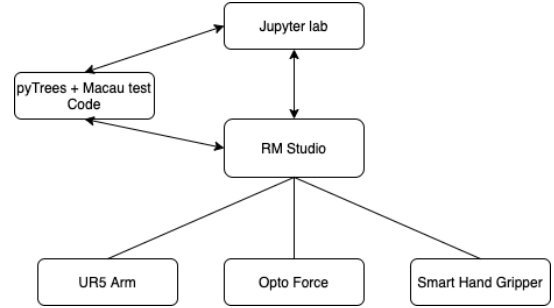 Jupyter lab
pyTrees + Macau test
Code
RM Studio
UR5 Arm
Opto Force
Smart Hand Gripper